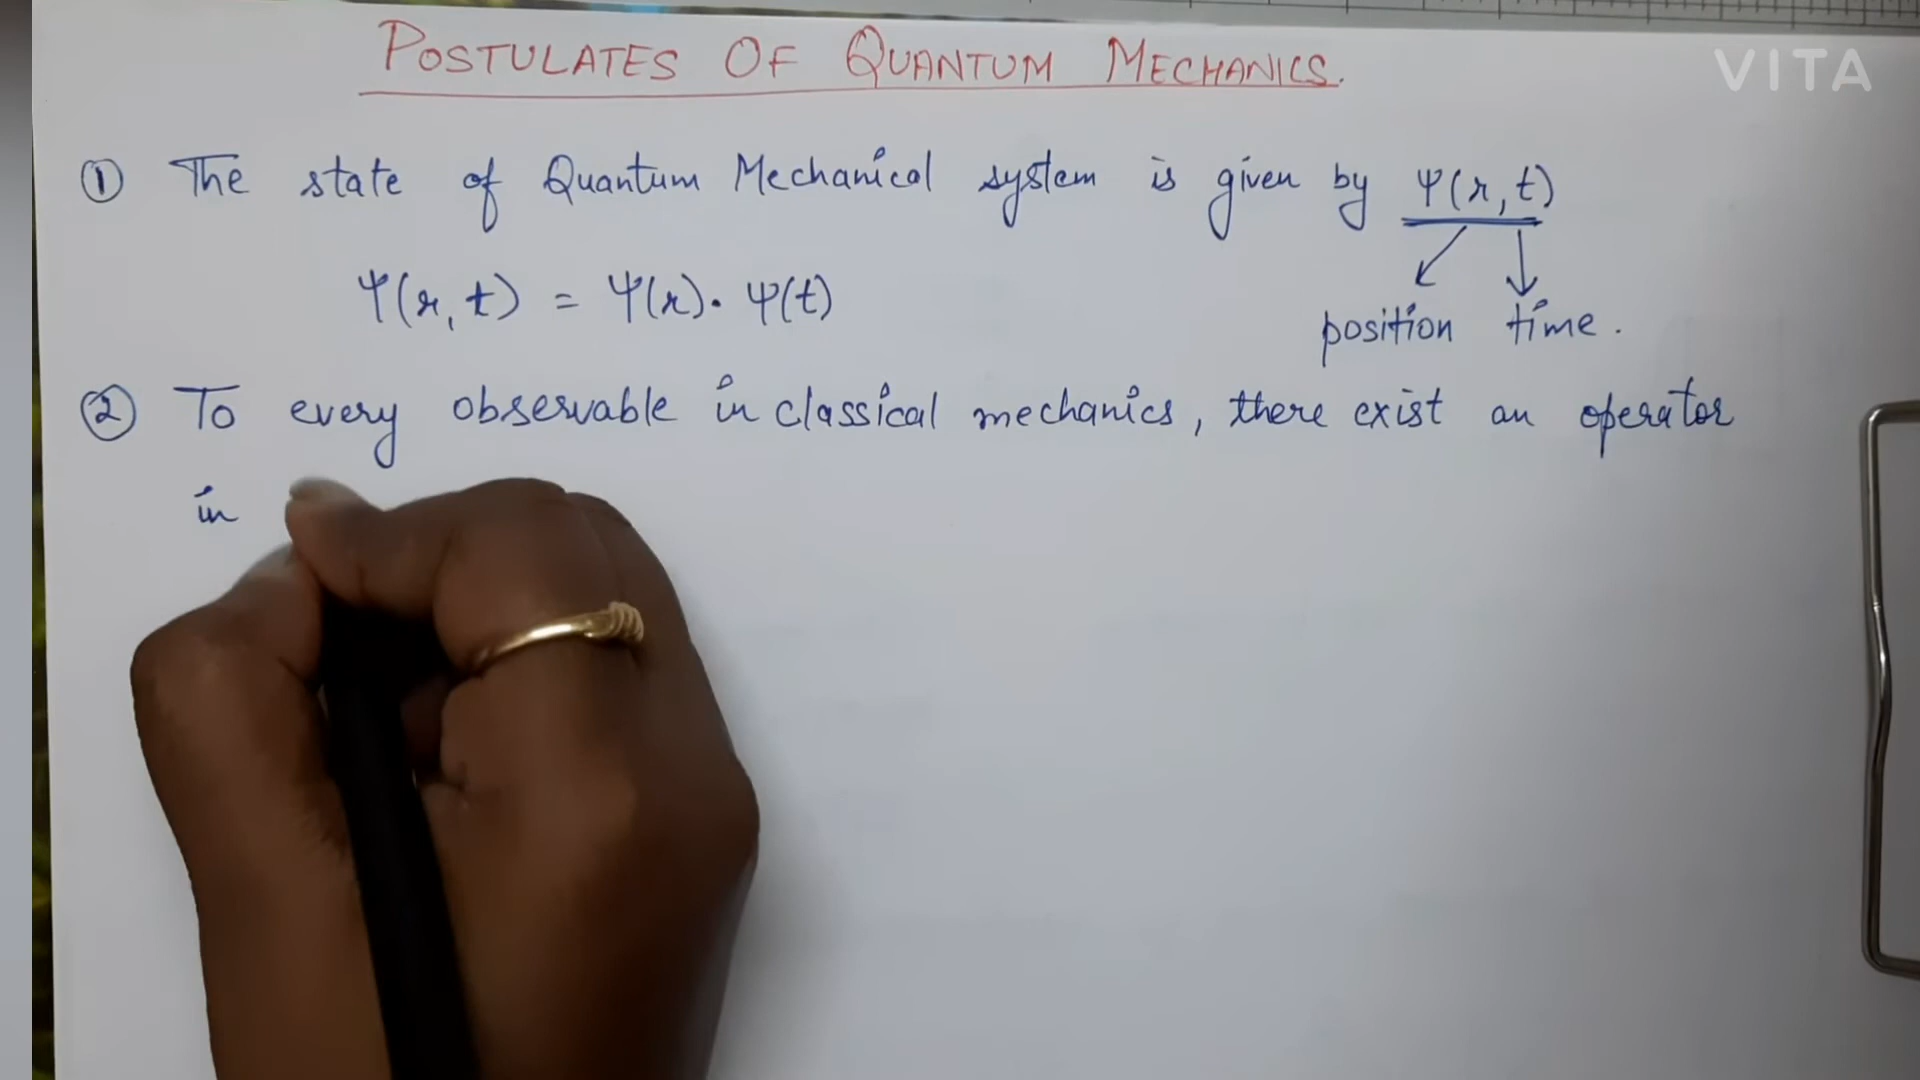 POSTULATES OF QUANTUM MECHANICS.
VITA
① The state of Quantum Mechanical system is given by Ψ(r,t)
Ψ(r,t) = Ψ(r). Ψ(t)
position time.
② To every observable in classical mechanics, there exist an operator
in